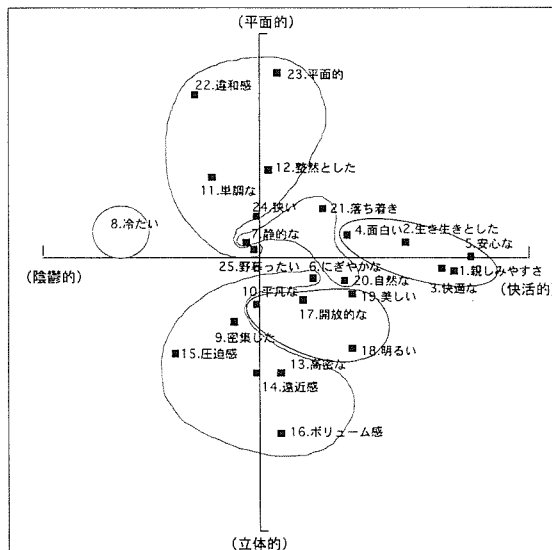 (平面的)
22.違和感
23.平面的
12.整然とした
11.単調な
24.狭い
21.落ち着き
8.冷たい
7.静的な
4.面白い
2.生き生きとした
5.安心な
(陰鬱的)
25.野暮ったい
6.にぎやかな
20.自然な
1.親しみやすさ
(快活的)
3.快適な
10.平凡な
19.美しい
17.開放的な
9.密集した
15.圧迫感
18.明るい
13.高密な
14.遠近感
16.ボリューム感
(立体的)